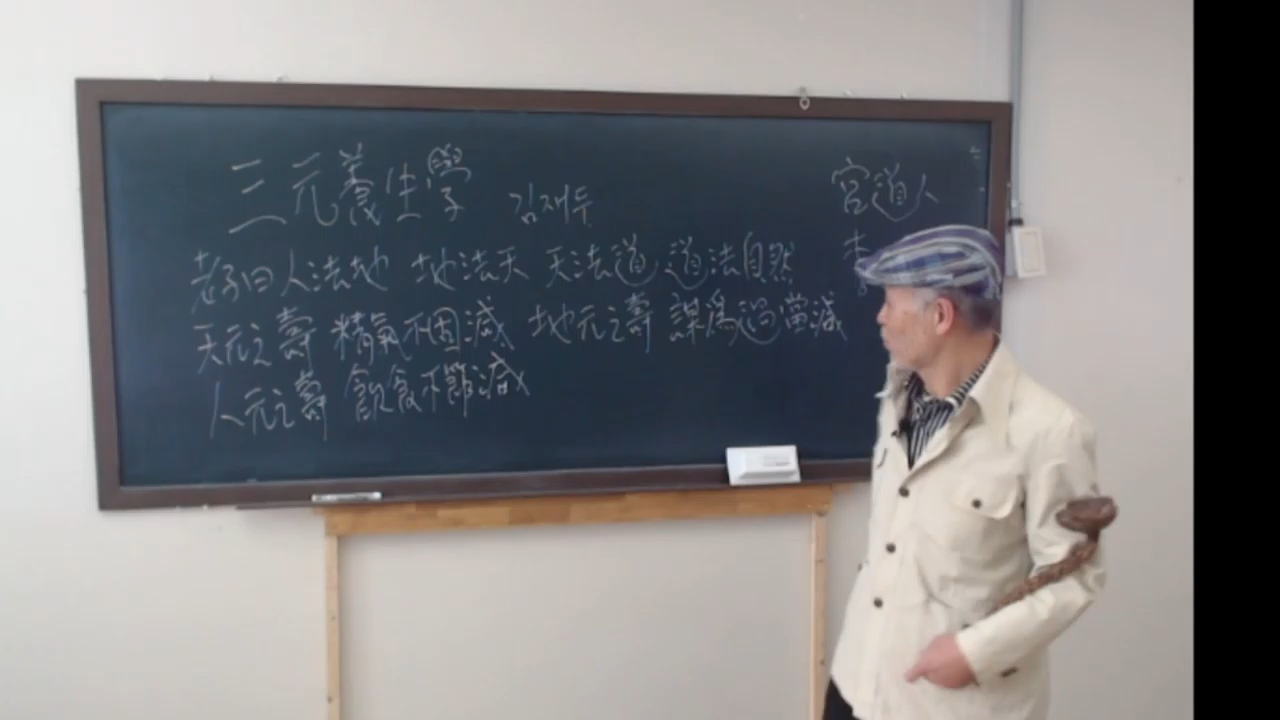 三元養生學 김재두
宮道人
李
老子曰 人法地 地法天 天法道 道法自然
天元之壽 精氣不固減 地元之壽 謀爲過當減
人元之壽 飮食不節減